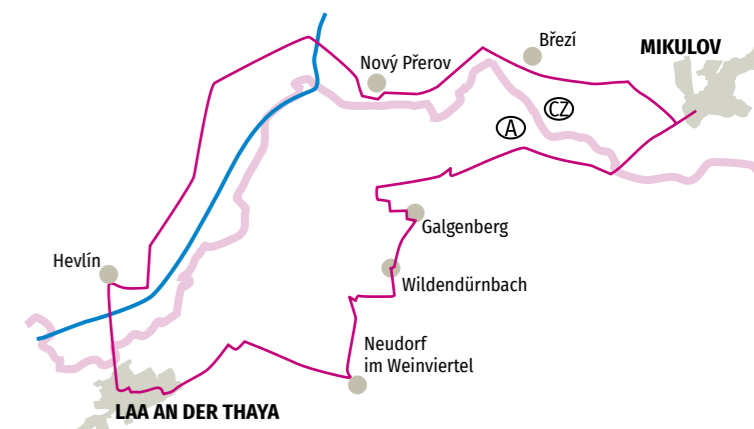 Březí
MIKULOV
Nový Přerov
CZ
A
Galgenberg
Hevlín
Wildendürnbach
Neudorf
im Weinviertel
LAA AN DER THAYA